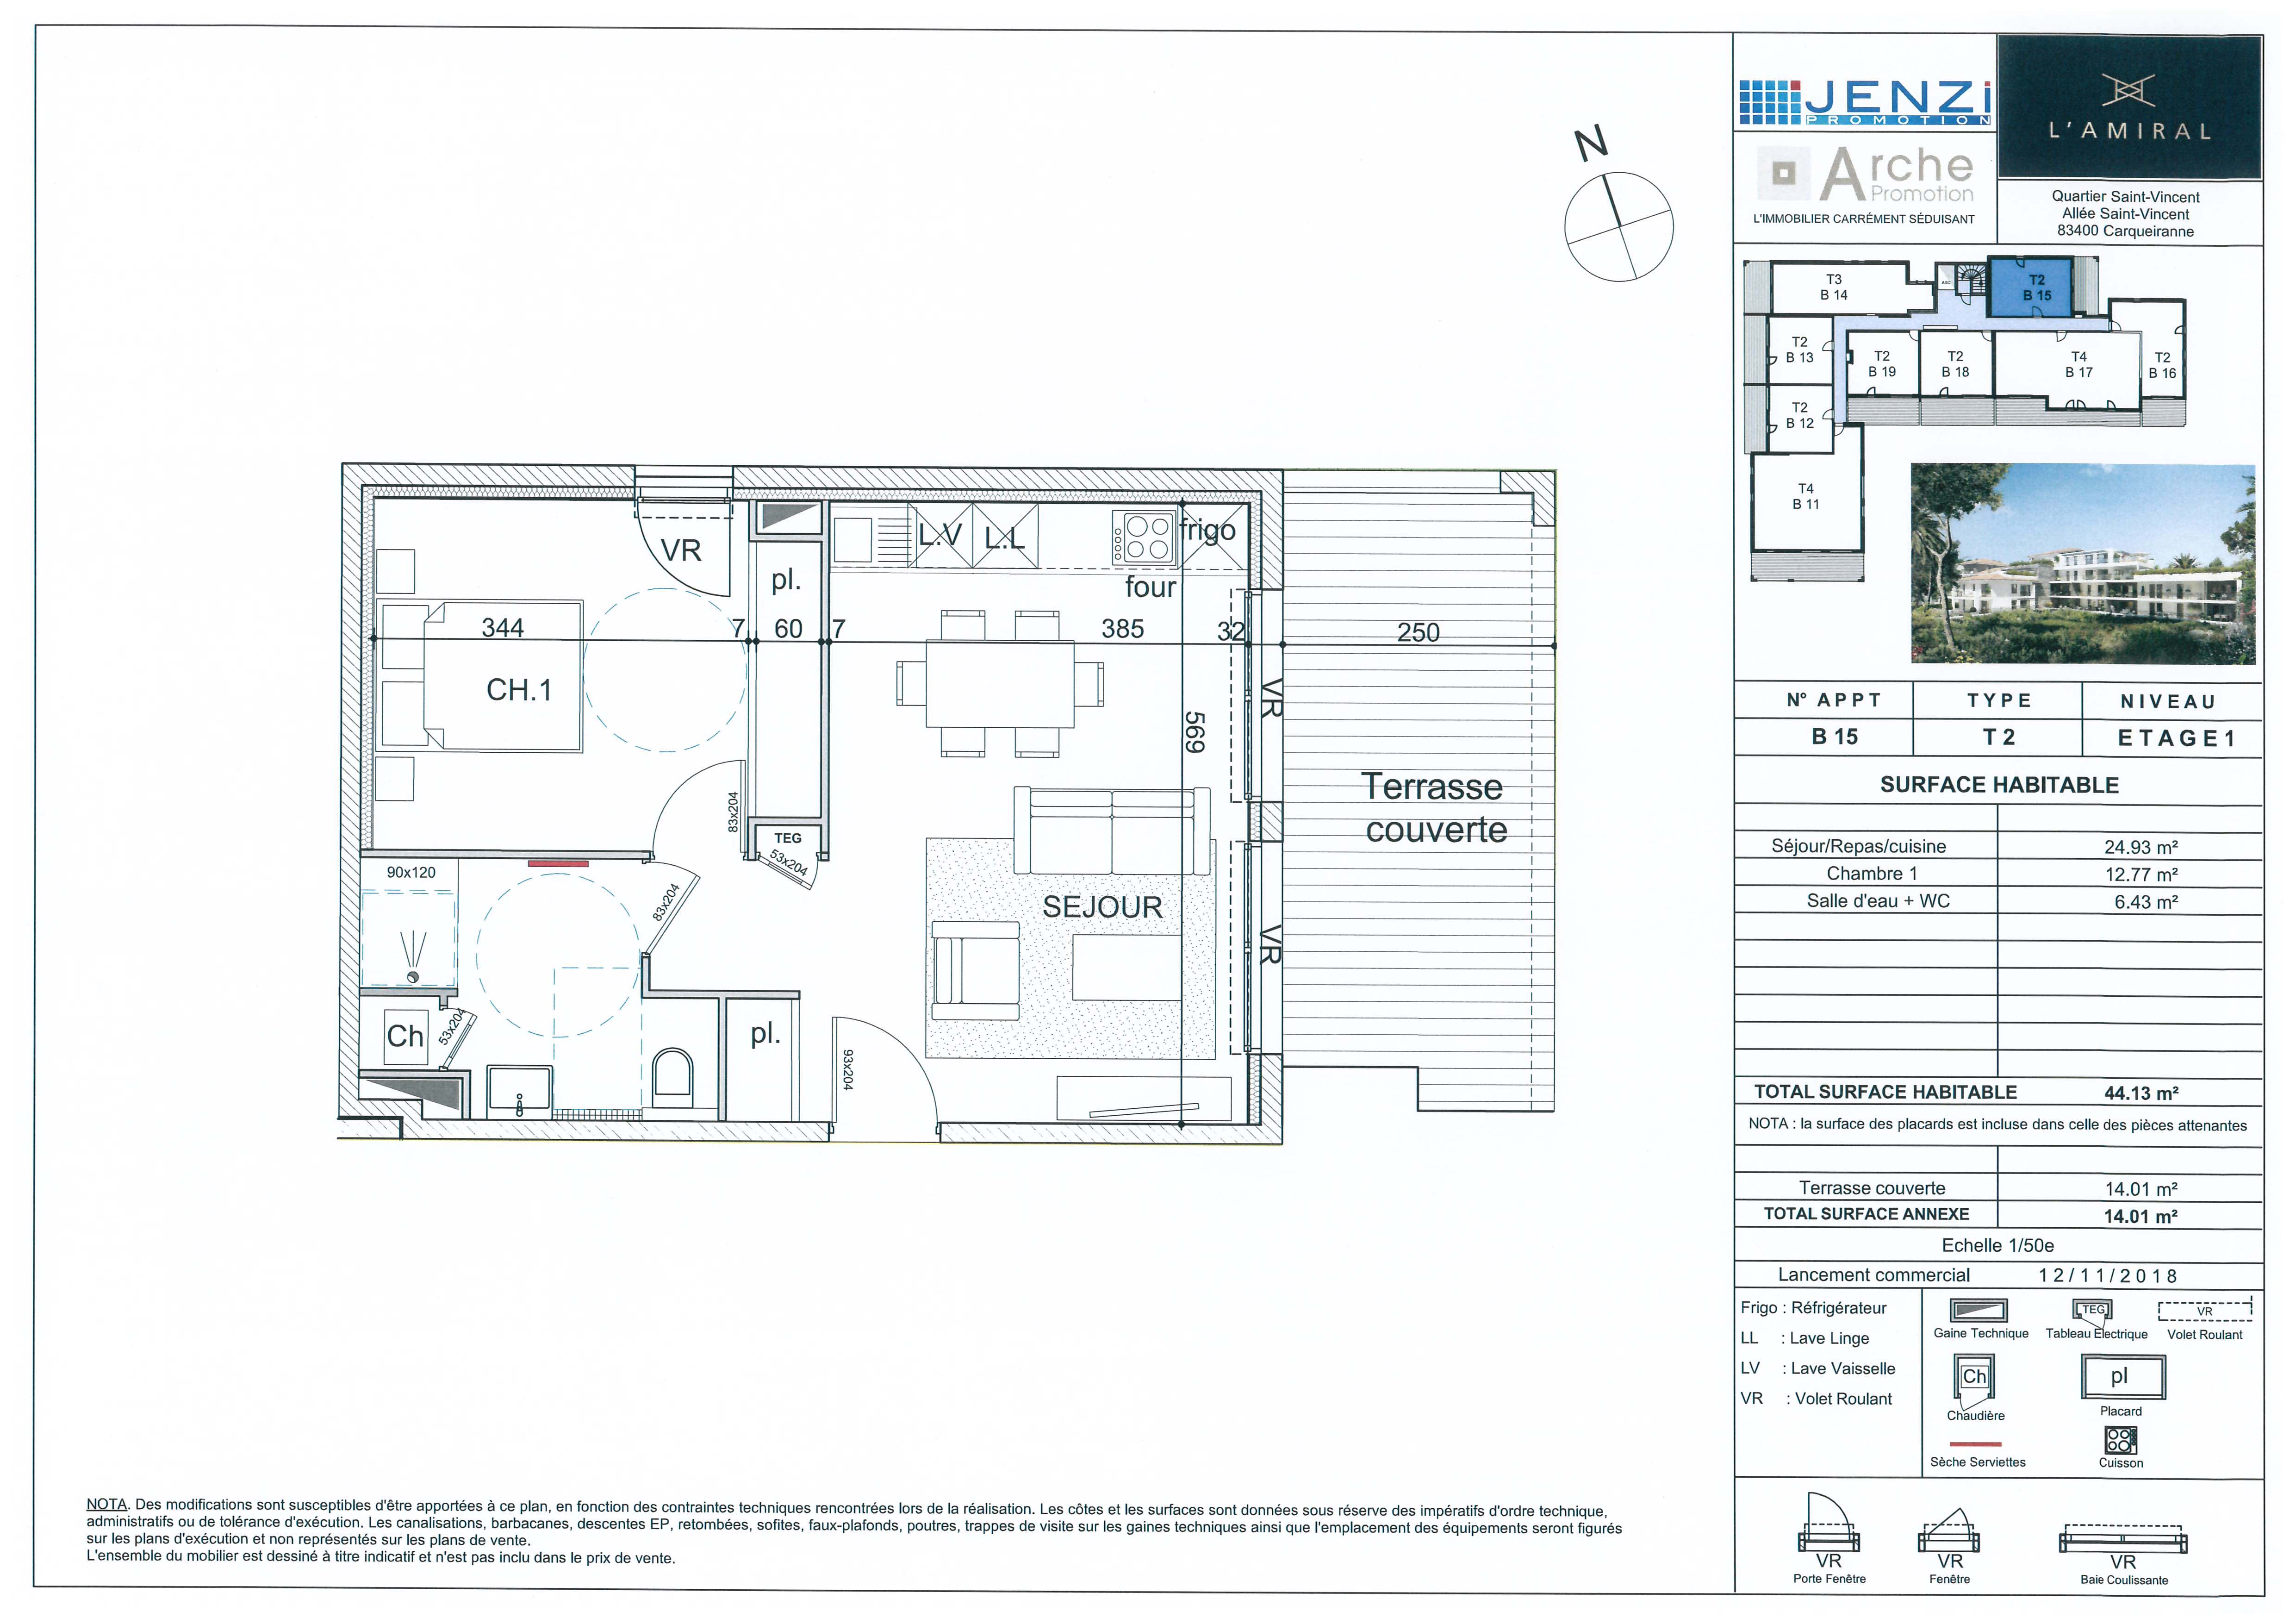 N
JENZi
PROMOTION
Arche
Promotion
L'IMMOBILIER CARRÉMENT SÉDUISANT
L'AMIRAL
Quartier Saint-Vincent
Allée Saint-Vincent
83400 Carqueiranne
T3
B 14
ASC
T2
B 15
T2
B 13
T2
B 19
T2
B 18
T4
B 17
T2
B 16
T2
B 12
T4
B 11
VR
pl.
L.V
L.L
frigo
four
344
7
60
7
385
32
250
CH.1
VR
569
Terrasse
couverte
83x204
TEG
53x204
90x120
83x204
SEJOUR
VR
Ch
53x204
pl.
93x204
N° APPT
TYPE
NIVEAU
B 15
T 2
ETAGE1
SURFACE HABITABLE
Séjour/Repas/cuisine 24.93 m²
Chambre 1 12.77 m²
Salle d'eau + WC 6.43 m²
TOTAL SURFACE HABITABLE 44.13 m²
NOTA : la surface des placards est incluse dans celle des pièces attenantes
Terrasse couverte 14.01 m²
TOTAL SURFACE ANNEXE 14.01 m²
Echelle 1/50e
Lancement commercial 12/11/2018
Frigo : Réfrigérateur
LL : Lave Linge
LV : Lave Vaisselle
VR : Volet Roulant
Gaine Technique
TEG
Tableau Electrique
VR
Volet Roulant
Ch
Chaudière
pl
Placard
Sèche Serviettes
Cuisson
VR
Porte Fenêtre
VR
Fenêtre
VR
Baie Coulissante
NOTA. Des modifications sont susceptibles d'être apportées à ce plan, en fonction des contraintes techniques rencontrées lors de la réalisation. Les côtes et les surfaces sont données sous réserve des impératifs d'ordre technique,
administratifs ou de tolérance d'exécution. Les canalisations, barbacanes, descentes EP, retombées, sofites, faux-plafonds, poutres, trappes de visite sur les gaines techniques ainsi que l'emplacement des équipements seront figurés
sur les plans d'exécution et non représentés sur les plans de vente.
L'ensemble du mobilier est dessiné à titre indicatif et n'est pas inclu dans le prix de vente.